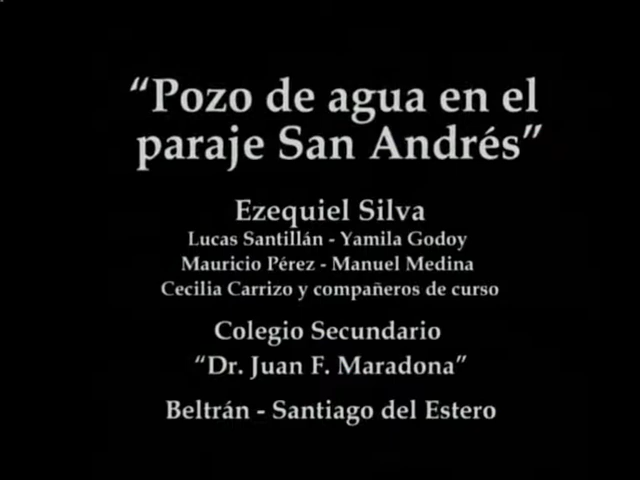 “Pozo de agua en el
paraje San Andrés”
Ezequiel Silva
Lucas Santillán - Yamila Godoy
Mauricio Pérez - Manuel Medina
Cecilia Carrizo y compañeros de curso
Colegio Secundario
“Dr. Juan F. Maradona”
Beltrán - Santiago del Estero